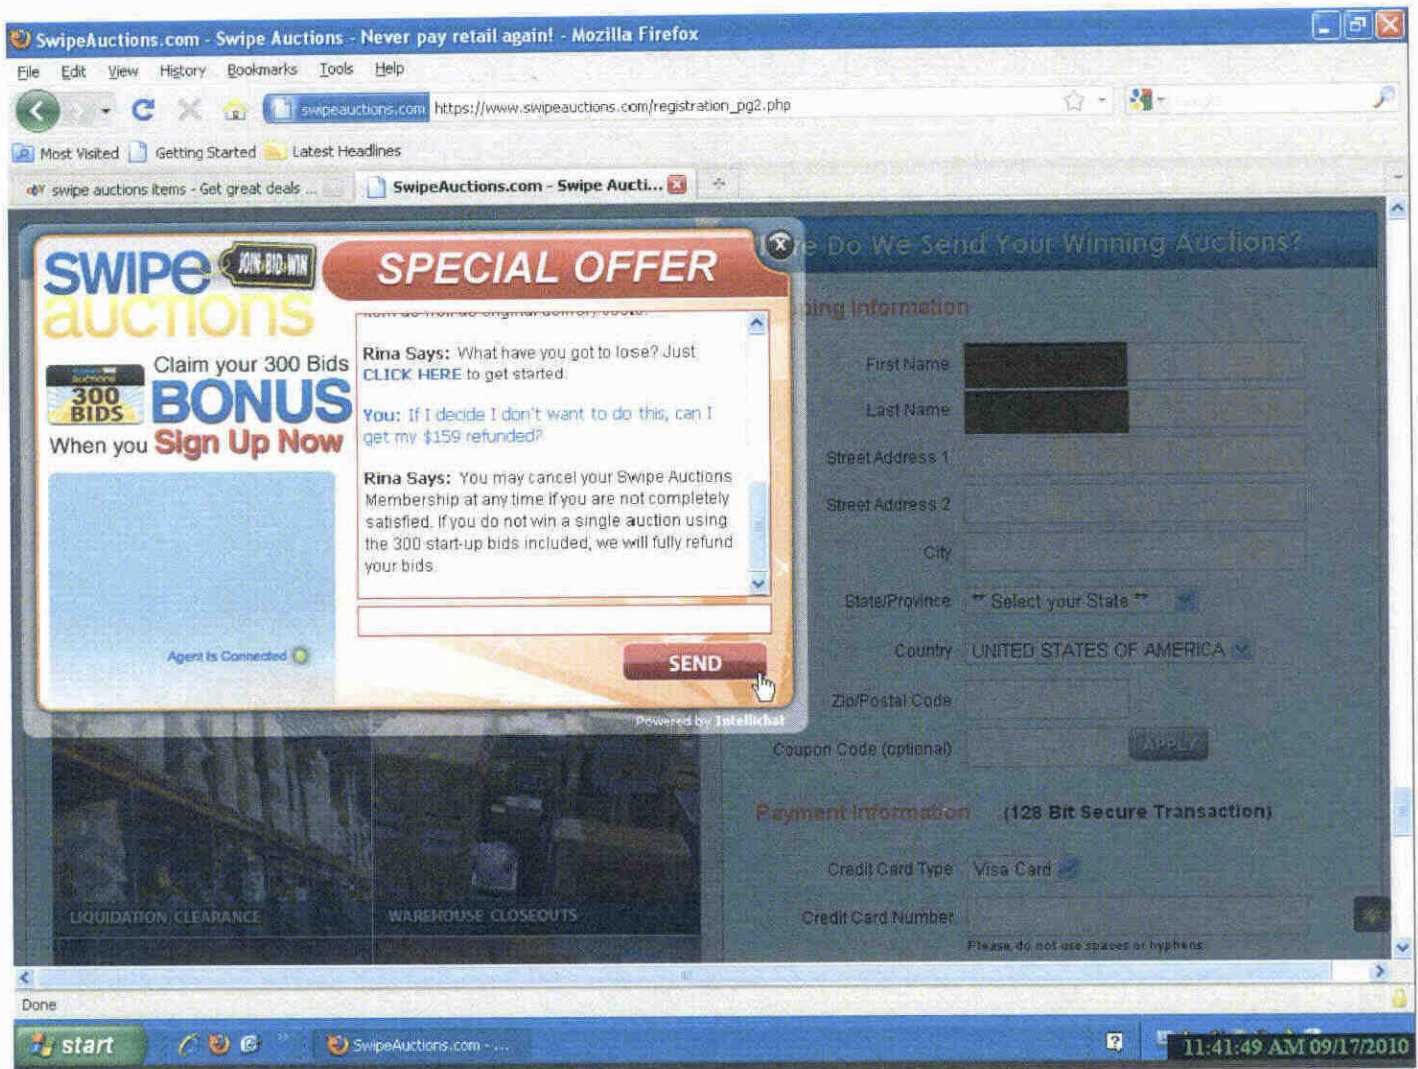 SwipeAuctions.com - Swipe Auctions - Never pay retail again! - Mozilla Firefox
File Edit View History Bookmarks Tools Help
swipeauctions.com https://www.swipeauctions.com/registration_pg2.php
Most Visited Getting Started Latest Headlines
swipe auctions items - Get great deals ... SwipeAuctions.com - Swipe Aucti...
SWIPE auctions
JOIN·BID·WIN
SPECIAL OFFER
Claim your 300 Bids
300 BIDS
BONUS
When you Sign Up Now
Agent Is Connected
Rina Says: What have you got to lose? Just
CLICK HERE to get started.
You: If I decide I don't want to do this, can I
get my $159 refunded?
Rina Says: You may cancel your Swipe Auctions
Membership at any time if you are not completely
satisfied. If you do not win a single auction using
the 300 start-up bids included, we will fully refund
your bids.
SEND
Powered by Intellichat
Do We Send Your Winning Auctions?
Information
First Name
Last Name
Street Address 1
Street Address 2
City
State/Province ** Select your State **
Country UNITED STATES OF AMERICA
Zip/Postal Code
Coupon Code (optional) APPLY
Payment Information (128 Bit Secure Transaction)
Credit Card Type Visa Card
Credit Card Number
Please, do not use spaces or hyphens
LIQUIDATION CLEARANCE
WAREHOUSE CLOSEOUTS
Done
start
SwipeAuctions.com - ...
11:41:49 AM 09/17/2010